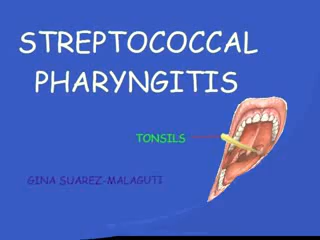 STREPTOCOCCAL
PHARYNGITIS
TONSILS
GINA SUAREZ-MALAGUTI